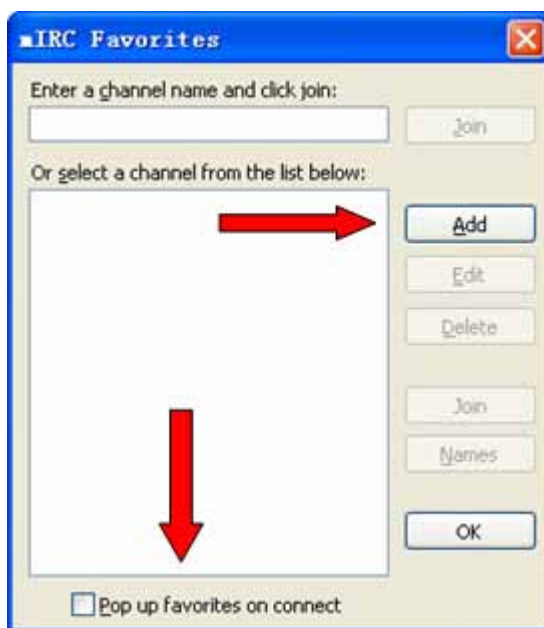 mIRC Favorites
Enter a channel name and click join:
Join
Or select a channel from the list below:
Add
Edit
Delete
Join
Names
OK
Pop up favorites on connect